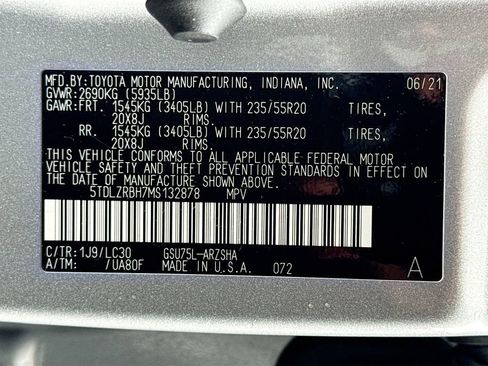 MFD.BY:TOYOTA MOTOR MANUFACTURING, INDIANA, INC. 06/21
GVWR:2690KG (5935LB)
GAWR:FRT. 1545KG (3405LB) WITH 235/55R20 TIRES,
20X8J RIMS.
RR. 1545KG (3405LB) WITH 235/55R20 TIRES,
20X8J RIMS.
THIS VEHICLE CONFORMS TO ALL APPLICABLE FEDERAL MOTOR
VEHICLE SAFETY AND THEFT PREVENTION STANDARDS IN EFFECT ON
THE DATE OF MANUFACTURE SHOWN ABOVE.
5TDLZRBH7MS132878 MPV
C/TR:1J9/LC30 GSU75L-ARZSHA
A/TM: /UA80F MADE IN U.S.A. 072 A